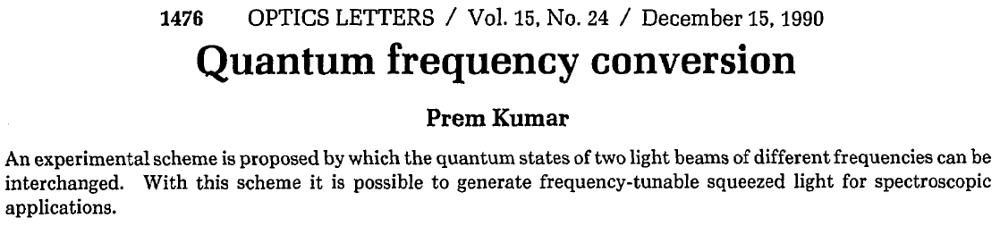 1476 OPTICS LETTERS / Vol. 15, No. 24 / December 15, 1990
Quantum frequency conversion
Prem Kumar
An experimental scheme is proposed by which the quantum states of two light beams of different frequencies can be
interchanged. With this scheme it is possible to generate frequency-tunable squeezed light for spectroscopic
applications.